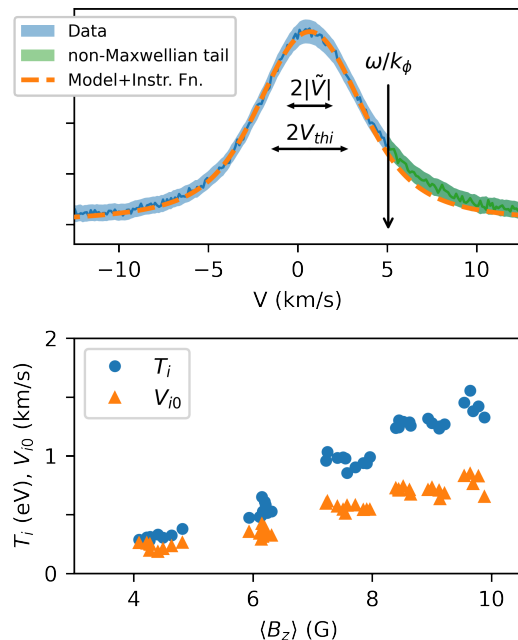 Data
non-Maxwellian tail
Model+Instr. Fn.
ω/k_ϕ
2|Ṽ|
2V_thi
−10 −5 0 5 10
V (km/s)
T_i (eV), V_i0 (km/s)
2
1
0
T_i
V_i0
4 6 8 10
⟨B_z⟩ (G)